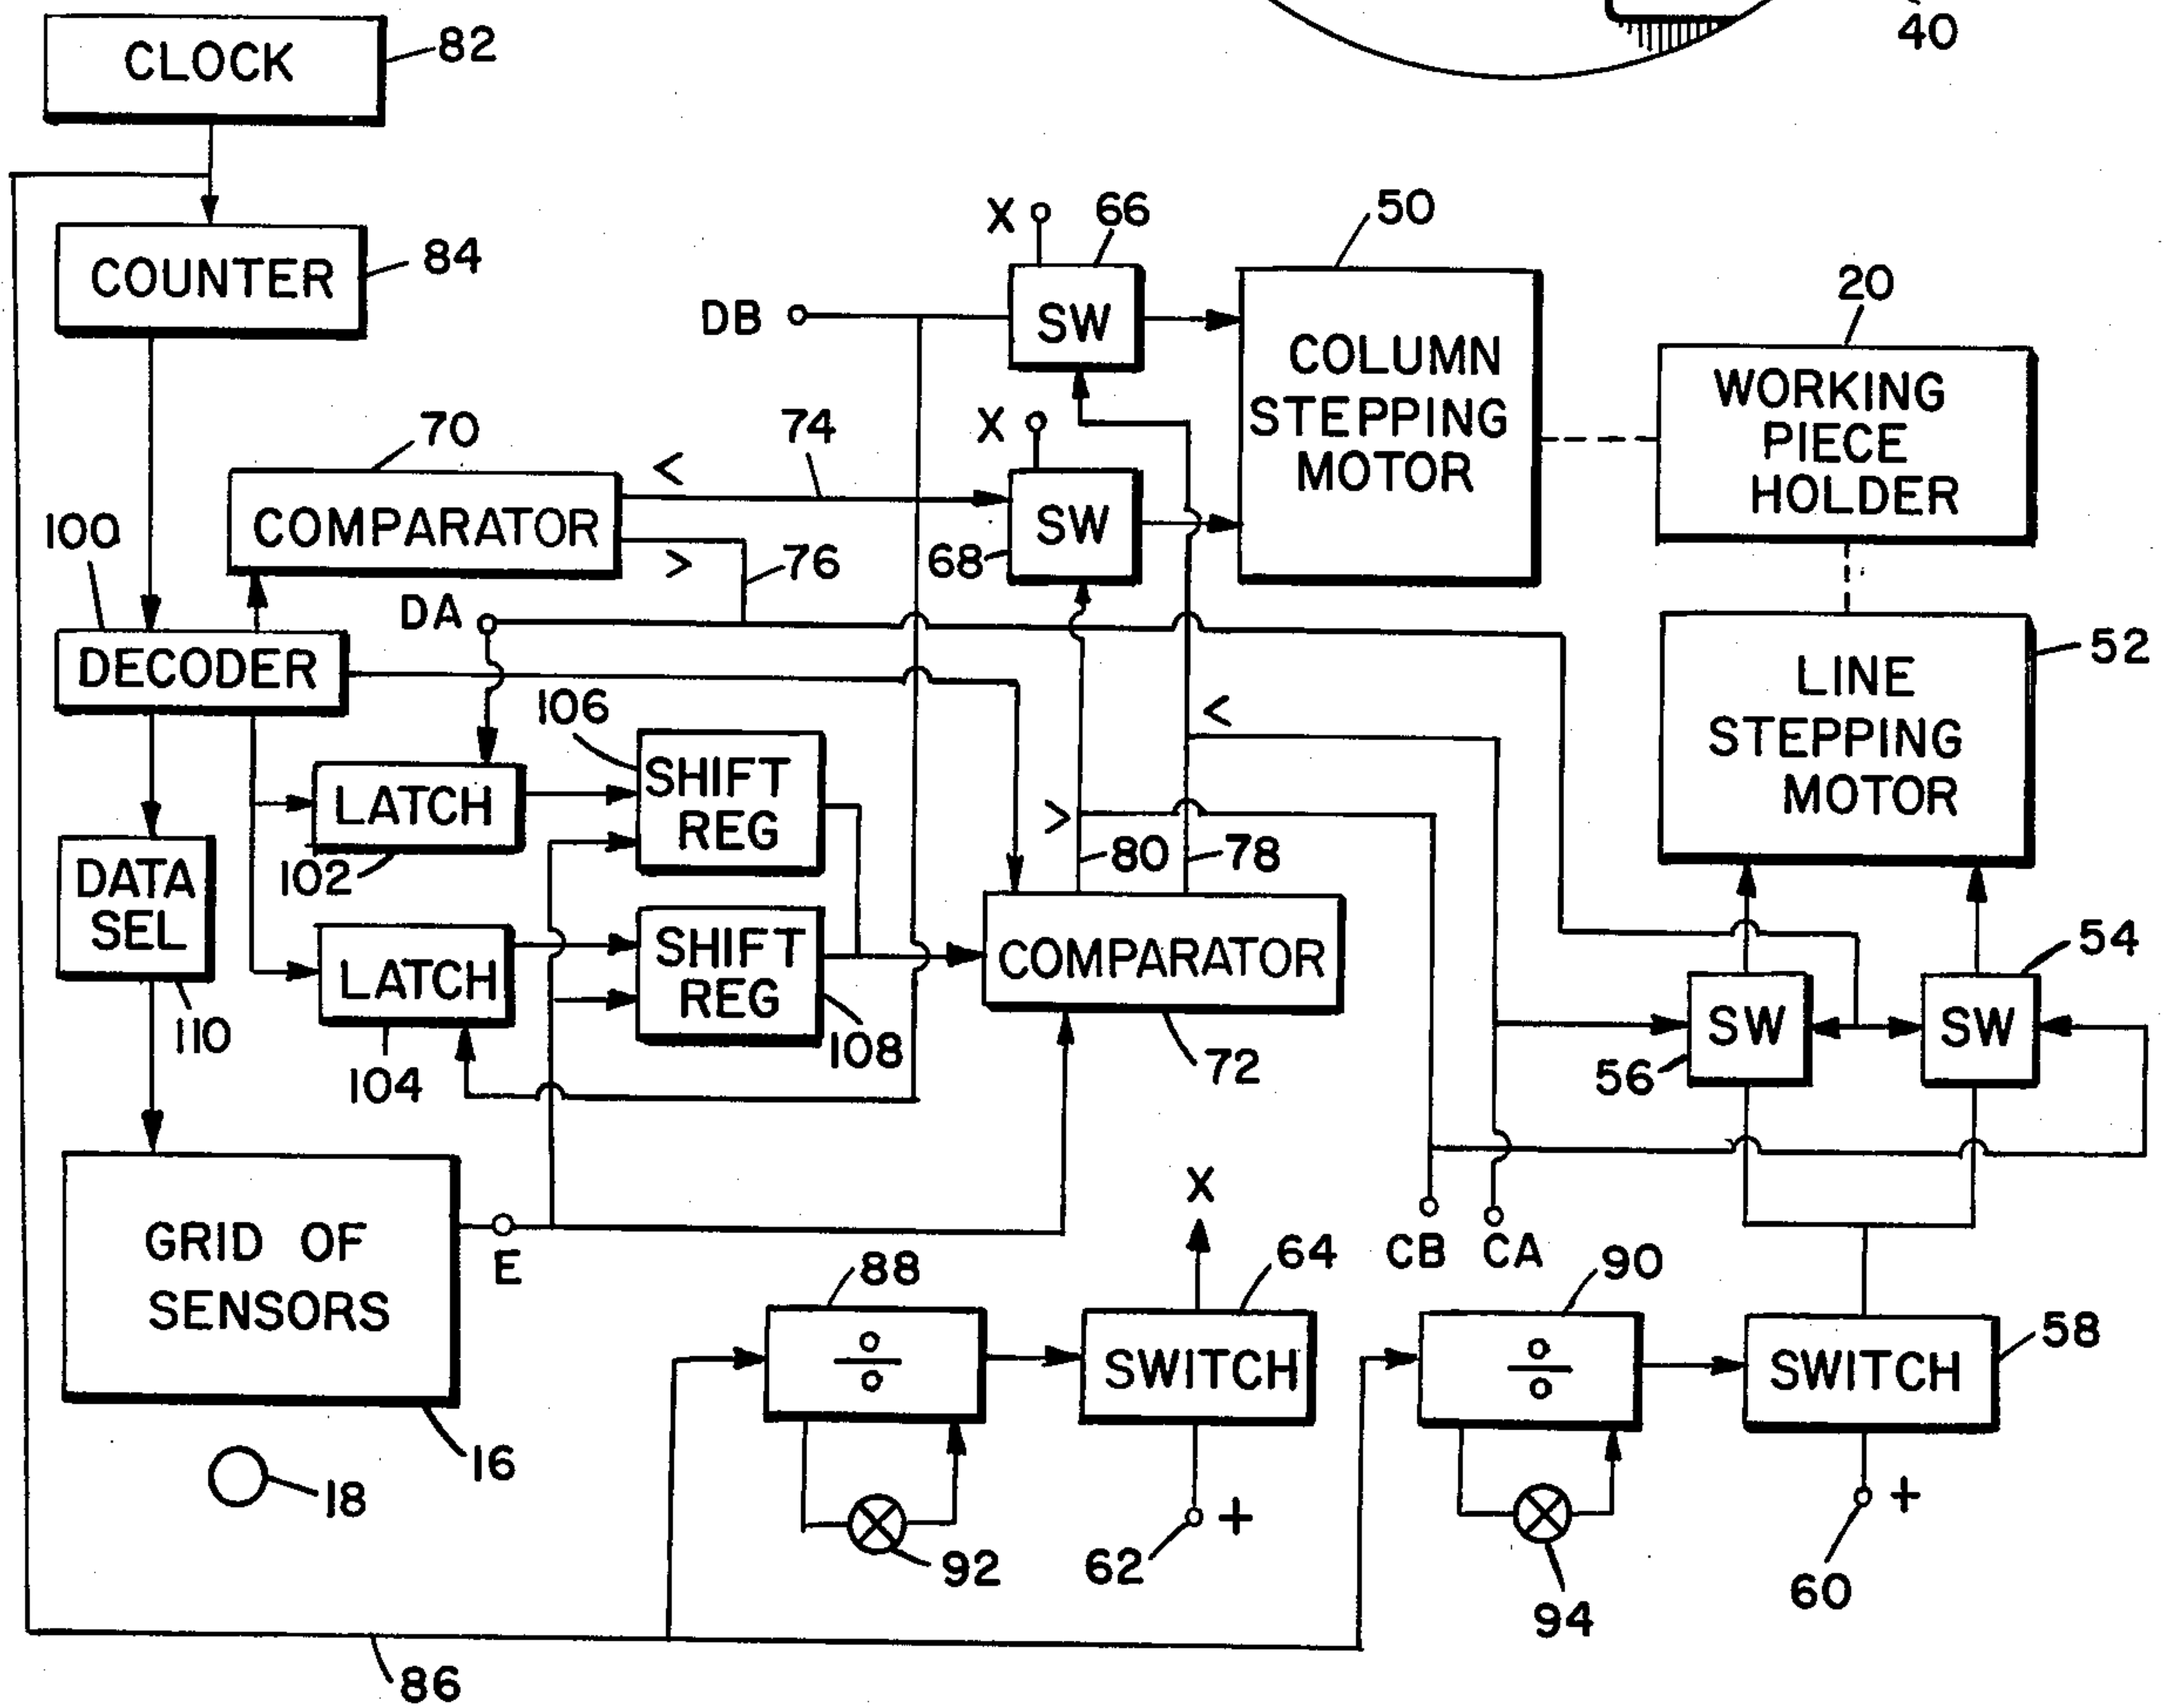 40
CLOCK
82
COUNTER
84
X
66
50
DB
SW
COLUMN
STEPPING
MOTOR
20
WORKING
PIECE
HOLDER
70
<
74
X
COMPARATOR
SW
68
>
76
100
DA
DECODER
LINE
STEPPING
MOTOR
52
106
<
SHIFT
REG
LATCH
102
>
80
78
DATA
SEL
110
LATCH
104
SHIFT
REG
108
COMPARATOR
72
54
SW
SW
56
GRID OF
SENSORS
E
16
18
X
88
÷
64
SWITCH
CB
CA
90
÷
SWITCH
58
92
62
+
94
+
60
86